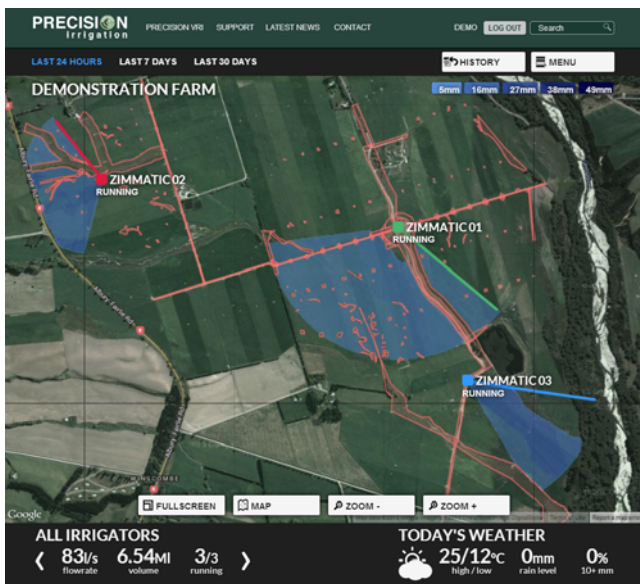 PRECISION
Irrigation
PRECISION VRI SUPPORT LATEST NEWS CONTACT
DEMO LOG OUT Search
LAST 24 HOURS LAST 7 DAYS LAST 30 DAYS
HISTORY MENU
DEMONSTRATION FARM
5mm 16mm 27mm 38mm 49mm
ZIMMATIC 02
RUNNING
ZIMMATIC 01
RUNNING
ZIMMATIC 03
WINSCOMBE
FULLSCREEN MAP ZOOM - ZOOM +
Google
ALL IRRIGATORS
83l/s 6.54Ml 3/3
flowrate volume running
TODAY'S WEATHER
25/12°C 0mm 0%
high / low rain level 10+ mm